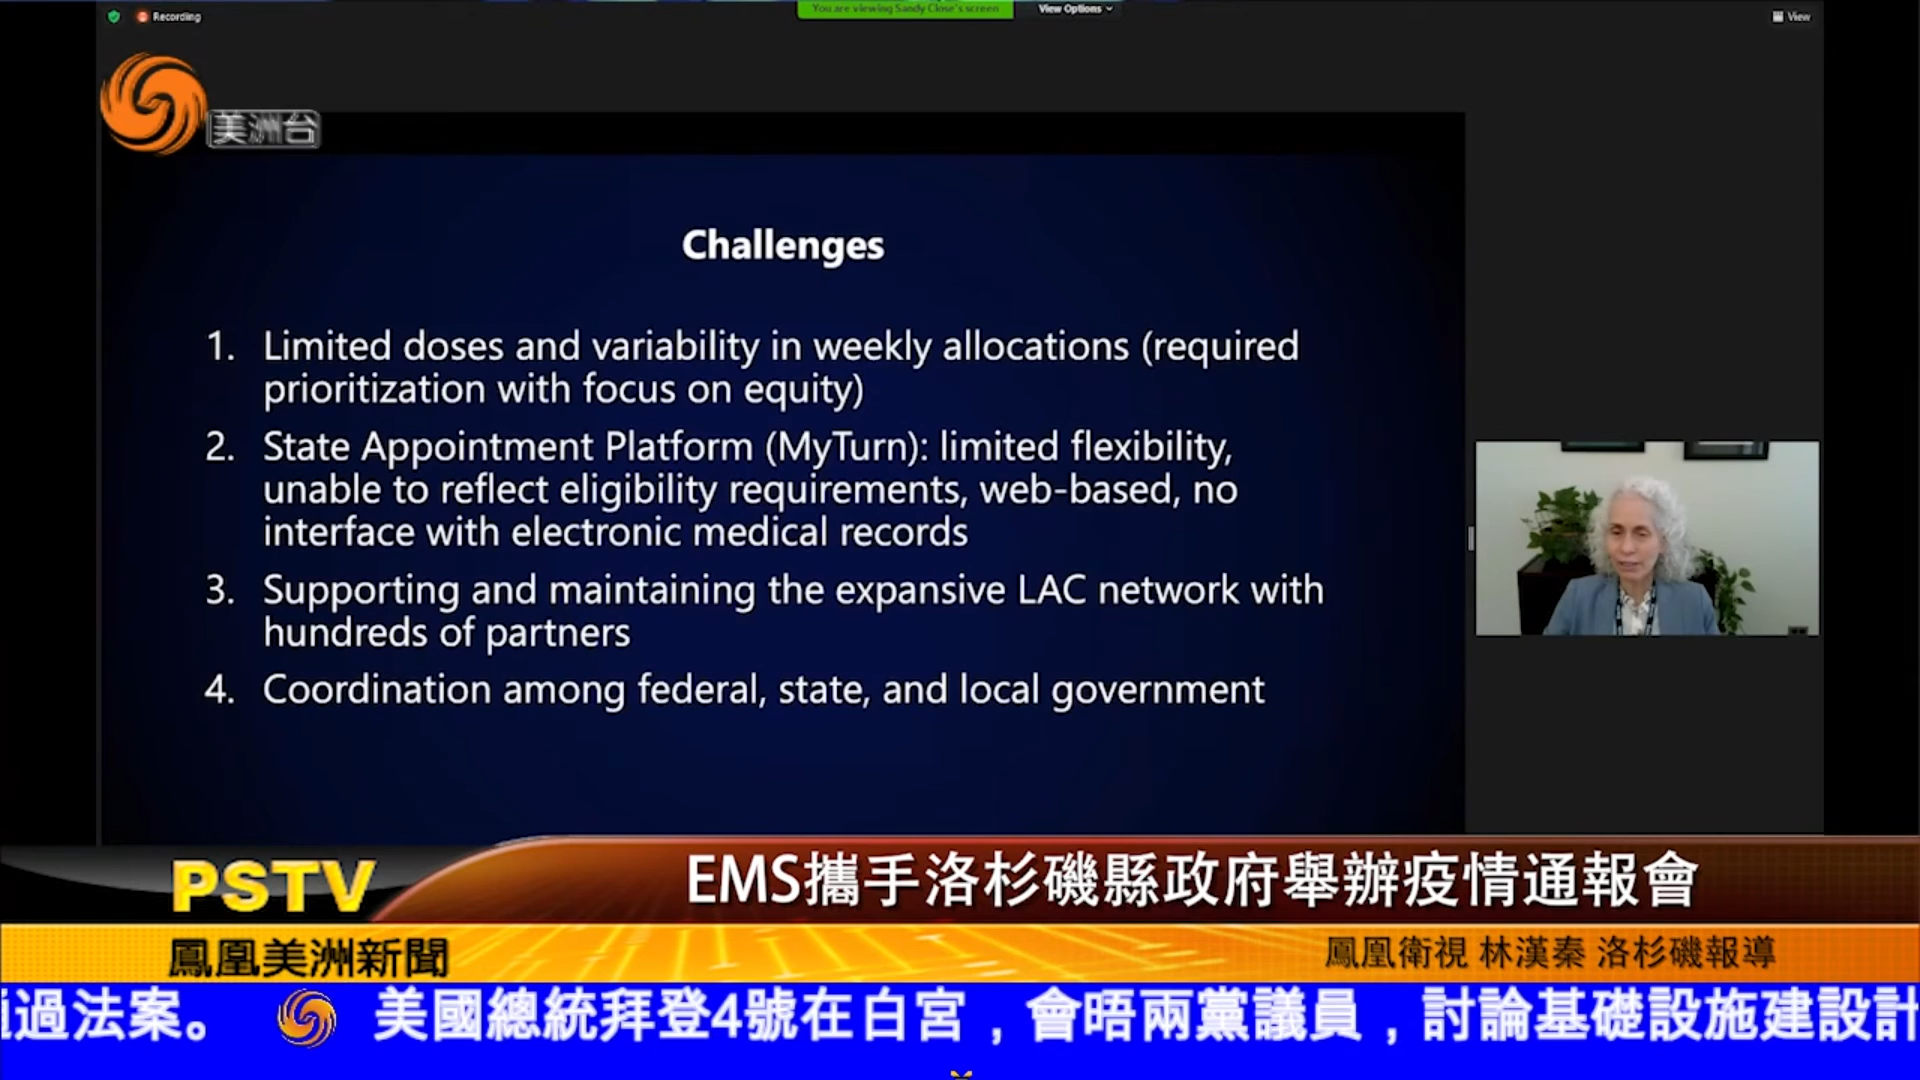 Recording
You are viewing Sandy Close's screen
View Options
View
美洲台
Challenges
1. Limited doses and variability in weekly allocations (required
prioritization with focus on equity)
2. State Appointment Platform (MyTurn): limited flexibility,
unable to reflect eligibility requirements, web-based, no
interface with electronic medical records
3. Supporting and maintaining the expansive LAC network with
hundreds of partners
4. Coordination among federal, state, and local government
PSTV
EMS攜手洛杉磯縣政府舉辦疫情通報會
鳳凰美洲新聞
鳳凰衛視 林漢秦 洛杉磯報導
過法案。 美國總統拜登4號在白宮，會晤兩黨議員，討論基礎設施建設計